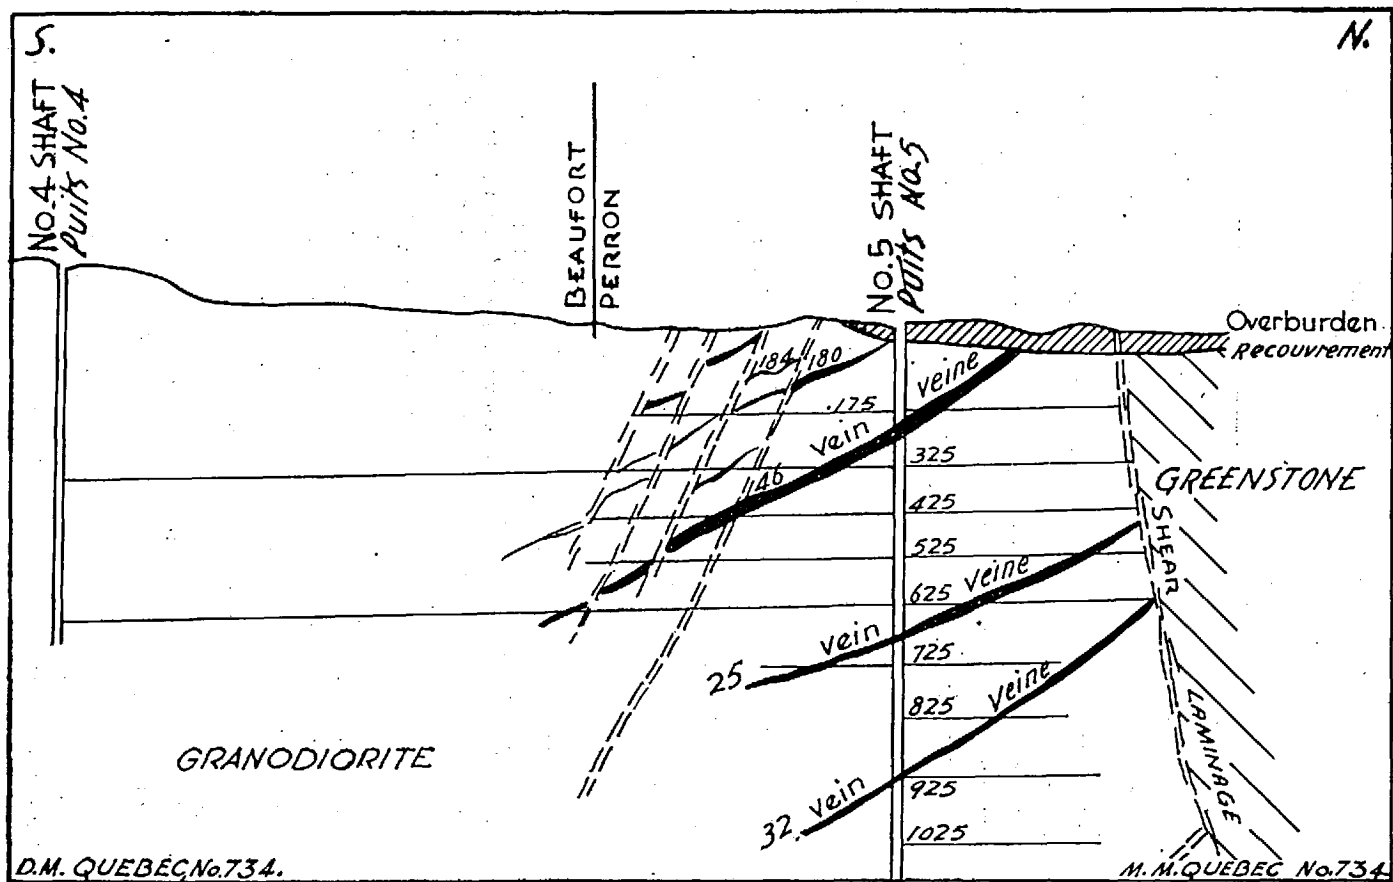 S.
N.
No.4 SHAFT
Puits No.4
BEAUFORT
PERRON
No.5 SHAFT
Puits No.5
Overburden
Recouvrement
184
180
veine
175
vein
325
46
GREENSTONE
425
SHEAR
525
veine
625
vein
725
25
veine
825
LAMINAGE
GRANODIORITE
925
vein
32
1025
D.M. QUEBEC, No.734.
M.M. QUEBEC No.734